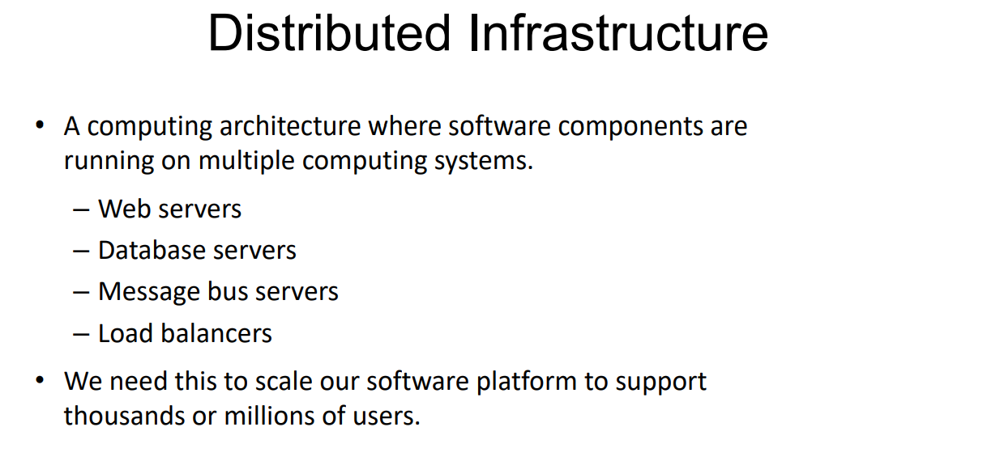 Distributed Infrastructure
• A computing architecture where software components are
running on multiple computing systems.
– Web servers
– Database servers
– Message bus servers
– Load balancers
• We need this to scale our software platform to support
thousands or millions of users.